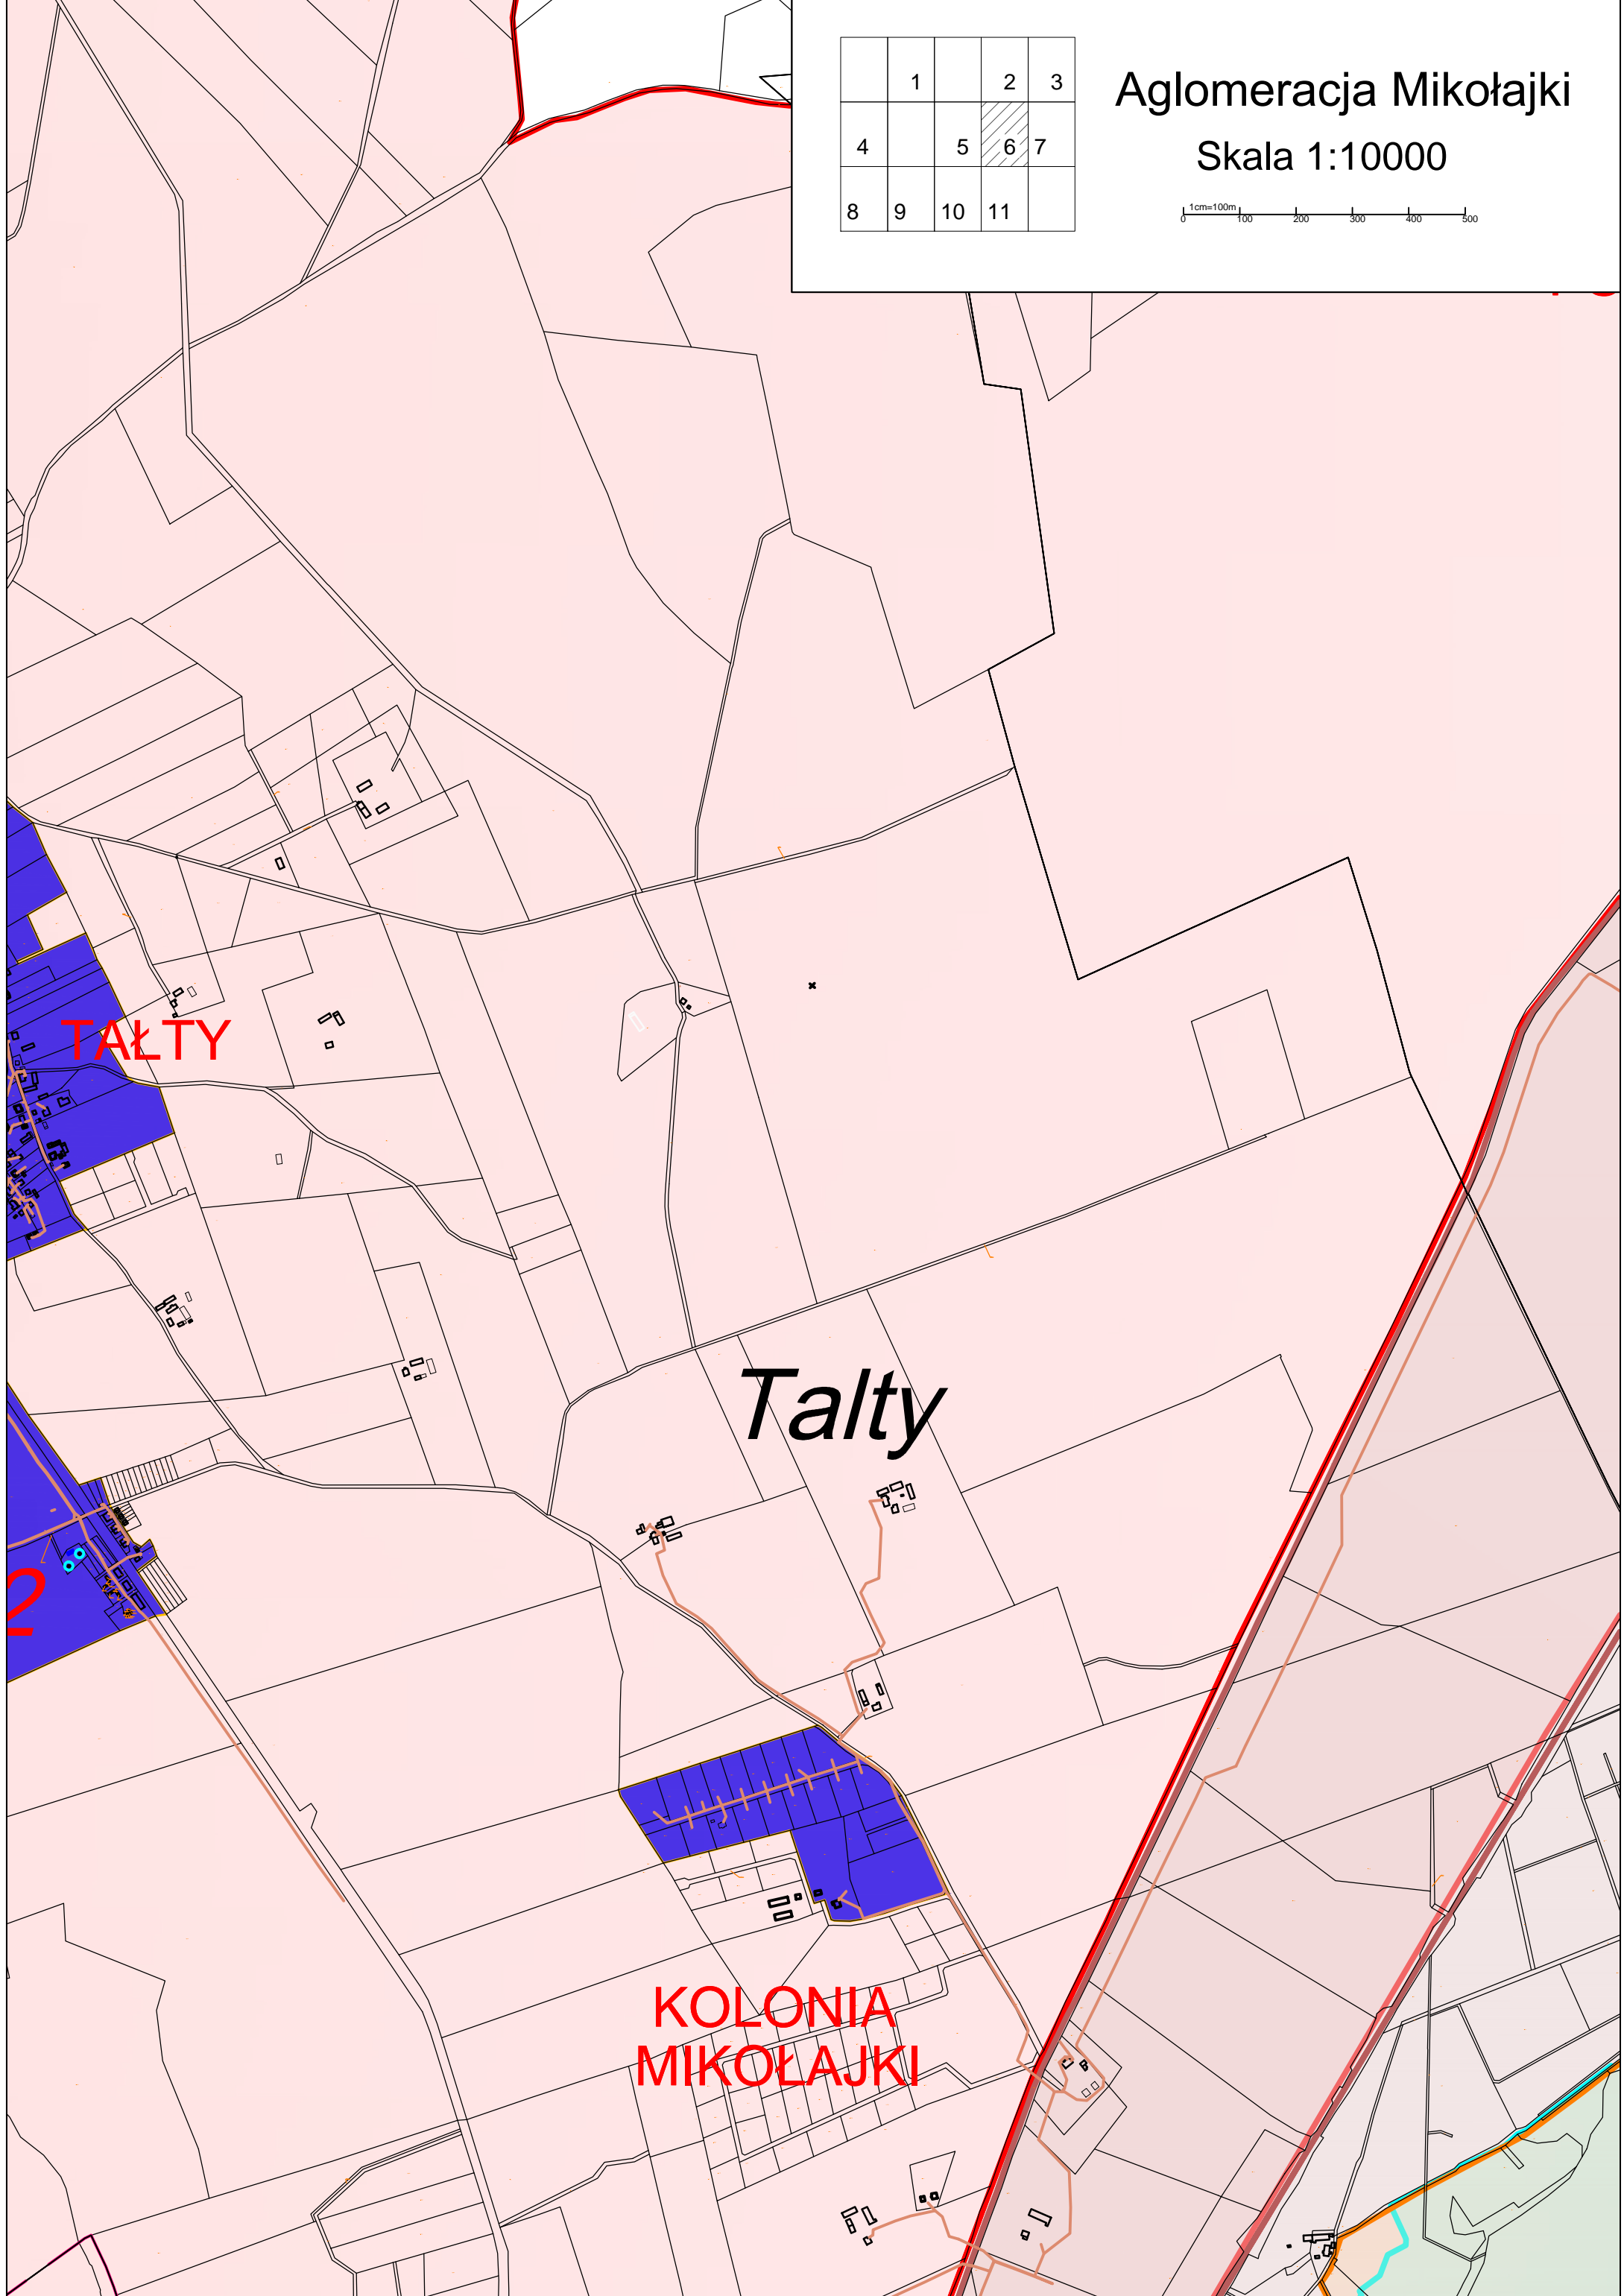 1 2 3
4 5 6 7
8 9 10 11
Aglomeracja Mikołajki
Skala 1:10000
1cm=100m
0 100 200 300 400 500
TAŁTY
Talty
2
KOLONIA
MIKOŁAJKI